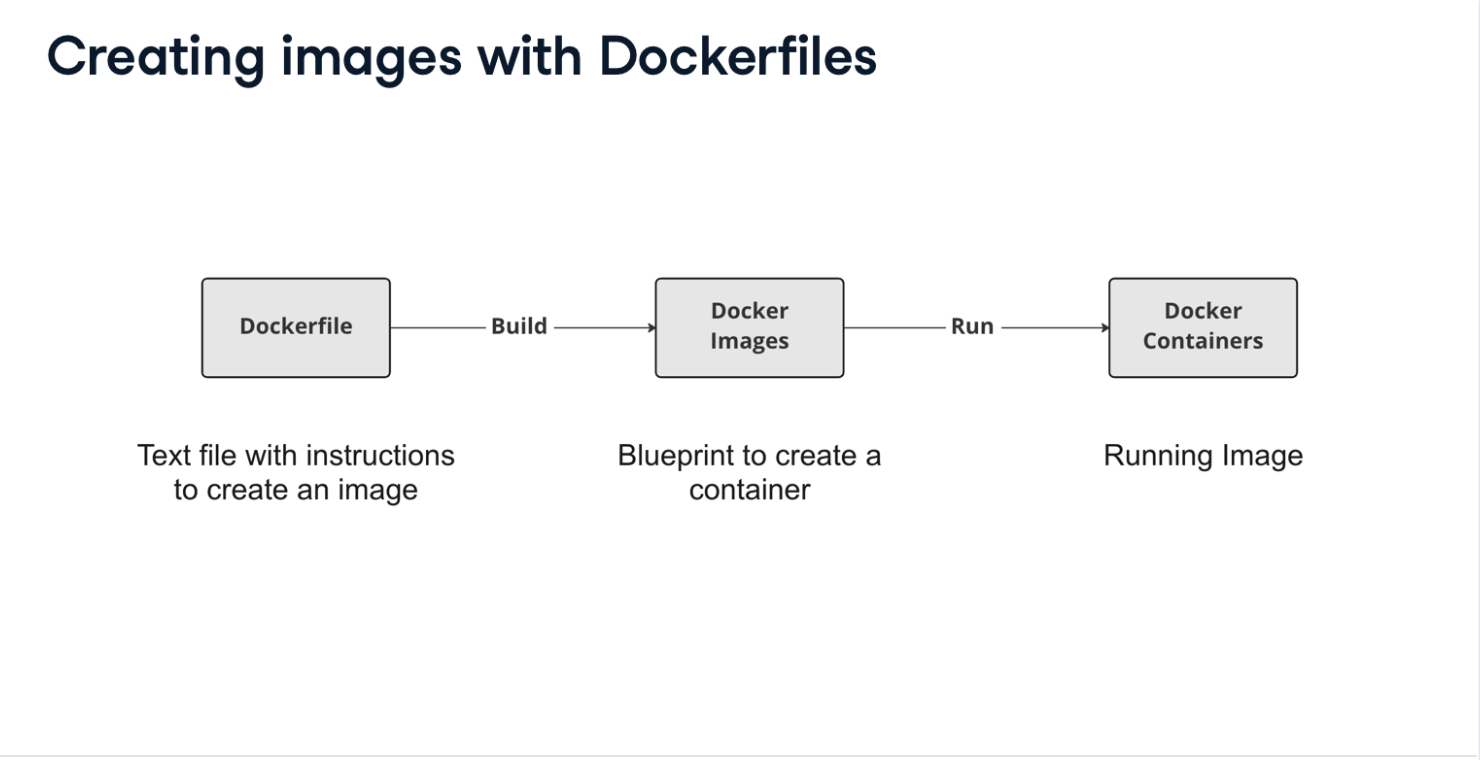 Creating images with Dockerfiles
Dockerfile
Build
Docker
Images
Run
Docker
Containers
Text file with instructions
to create an image
Blueprint to create a
container
Running Image